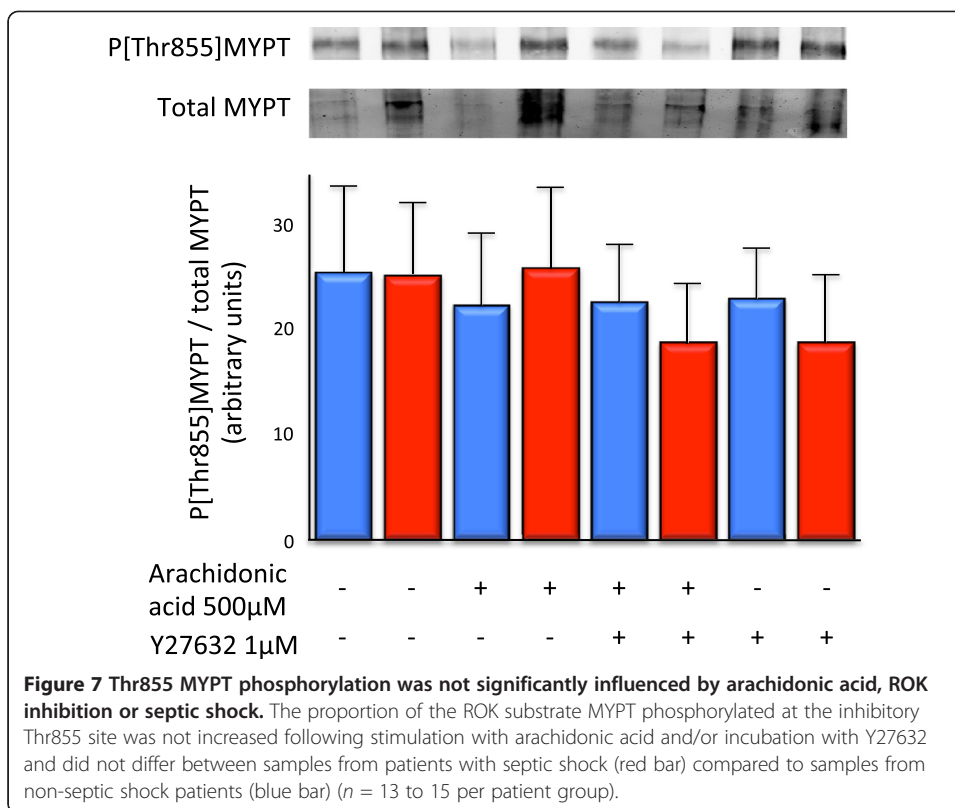 P[Thr855]MYPT
Total MYPT
P[Thr855]MYPT / total MYPT
(arbitrary units)
30
20
10
0
Arachidonic
acid 500µM
- - + + + + - -
Y27632 1µM
- - - - + + + +
Figure 7 Thr855 MYPT phosphorylation was not significantly influenced by arachidonic acid, ROK
inhibition or septic shock. The proportion of the ROK substrate MYPT phosphorylated at the inhibitory
Thr855 site was not increased following stimulation with arachidonic acid and/or incubation with Y27632
and did not differ between samples from patients with septic shock (red bar) compared to samples from
non-septic shock patients (blue bar) (n = 13 to 15 per patient group).